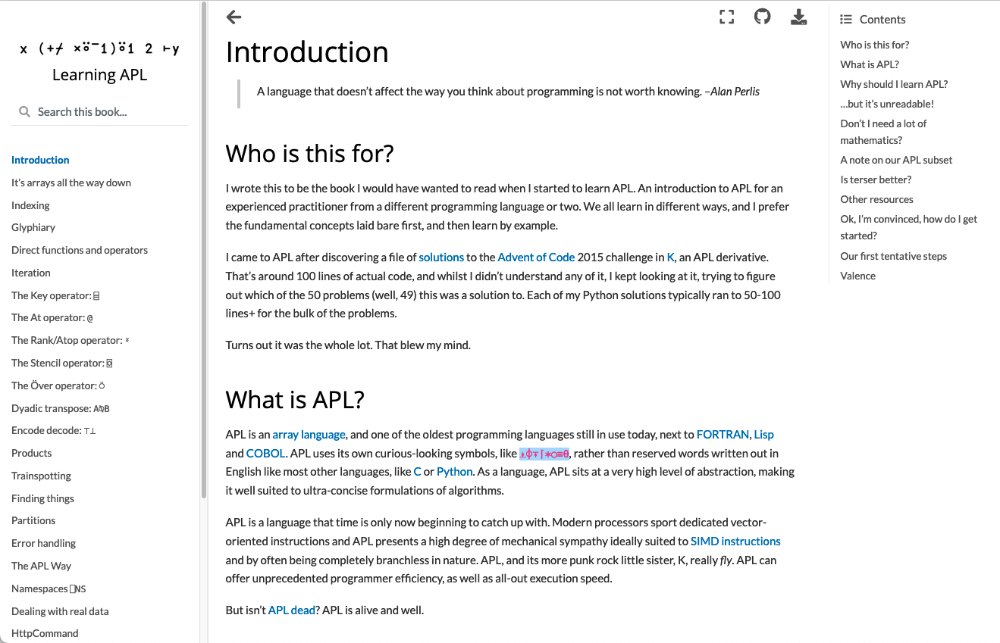 x (+⌿ ×⍤¯1)⍤1 2 ⊢y
Learning APL
Search this book...
Introduction
It's arrays all the way down
Indexing
Glyphiary
Direct functions and operators
Iteration
The Key operator: ⌸
The At operator: @
The Rank/Atop operator: ⍤
The Stencil operator: ⌺
The Över operator: ⍥
Dyadic transpose: A⍉B
Encode decode: ⊤⊥
Products
Trainspotting
Finding things
Partitions
Error handling
The APL Way
Namespaces ⎕NS
Dealing with real data
HttpCommand
Introduction
A language that doesn't affect the way you think about programming is not worth knowing. –Alan Perlis
Who is this for?
I wrote this to be the book I would have wanted to read when I started to learn APL. An introduction to APL for an
experienced practitioner from a different programming language or two. We all learn in different ways, and I prefer
the fundamental concepts laid bare first, and then learn by example.
I came to APL after discovering a file of solutions to the Advent of Code 2015 challenge in K, an APL derivative.
That's around 100 lines of actual code, and whilst I didn't understand any of it, I kept looking at it, trying to figure
out which of the 50 problems (well, 49) this was a solution to. Each of my Python solutions typically ran to 50-100
lines+ for the bulk of the problems.
Turns out it was the whole lot. That blew my mind.
What is APL?
APL is an array language, and one of the oldest programming languages still in use today, next to FORTRAN, Lisp
and COBOL. APL uses its own curious-looking symbols, like ⍎⌽⍕⌈*○≡⍬, rather than reserved words written out in
English like most other languages, like C or Python. As a language, APL sits at a very high level of abstraction, making
it well suited to ultra-concise formulations of algorithms.
APL is a language that time is only now beginning to catch up with. Modern processors sport dedicated vector-
oriented instructions and APL presents a high degree of mechanical sympathy ideally suited to SIMD instructions
and by often being completely branchless in nature. APL, and its more punk rock little sister, K, really fly. APL can
offer unprecedented programmer efficiency, as well as all-out execution speed.
But isn't APL dead? APL is alive and well.
Contents
Who is this for?
What is APL?
Why should I learn APL?
…but it's unreadable!
Don't I need a lot of
mathematics?
A note on our APL subset
Is terser better?
Other resources
Ok, I'm convinced, how do I get
started?
Our first tentative steps
Valence